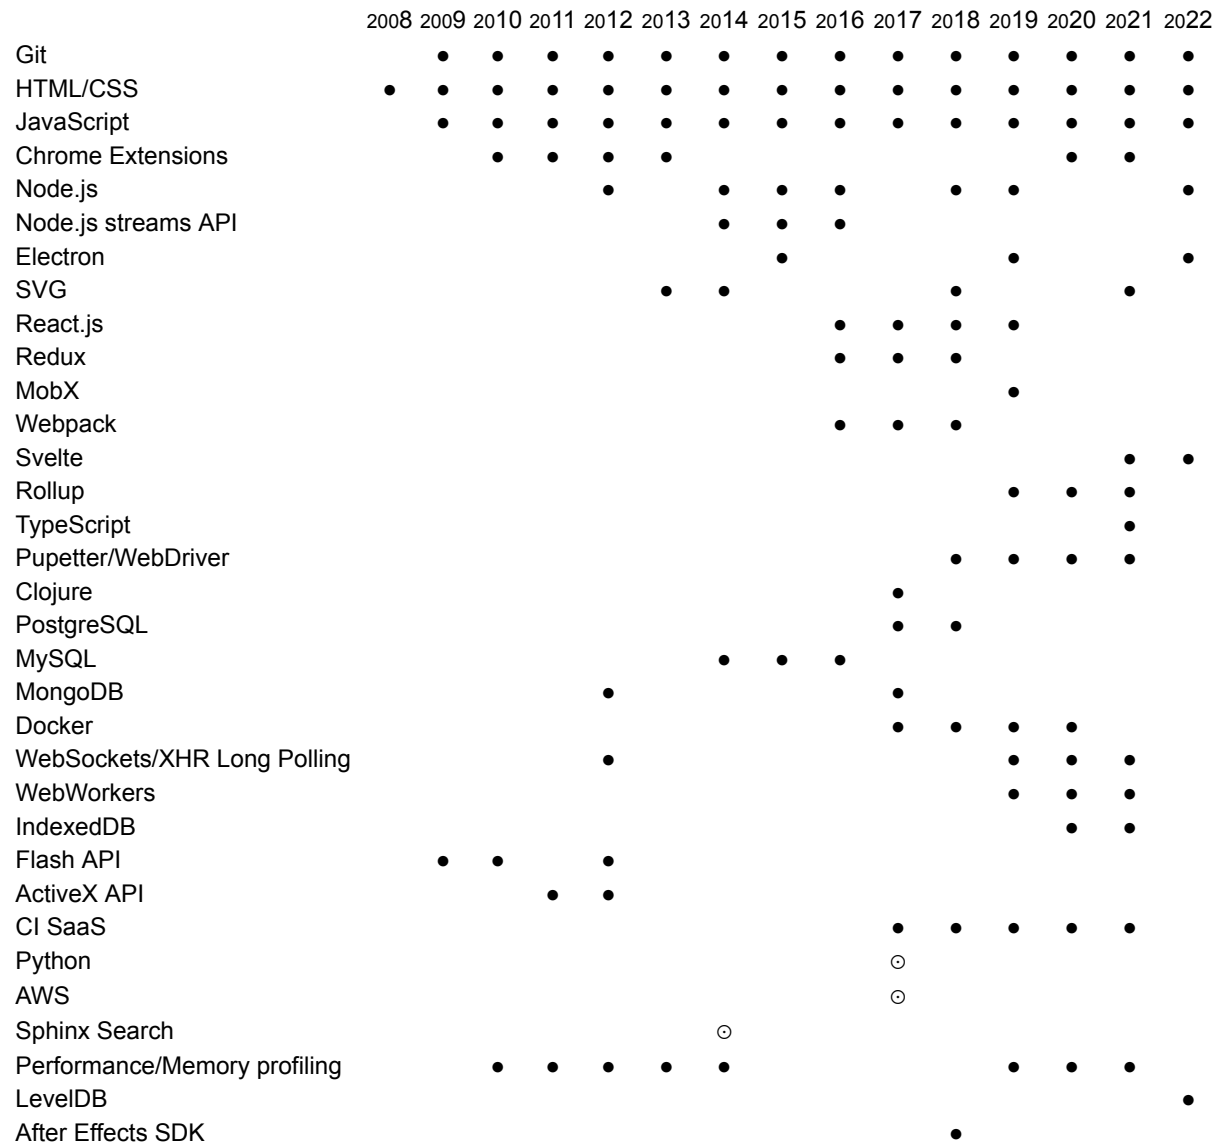 2008 2009 2010 2011 2012 2013 2014 2015 2016 2017 2018 2019 2020 2021 2022
Git ● ● ● ● ● ● ● ● ● ● ● ● ● ●
HTML/CSS ● ● ● ● ● ● ● ● ● ● ● ● ● ● ●
JavaScript ● ● ● ● ● ● ● ● ● ● ● ● ● ●
Chrome Extensions ● ● ● ● ● ●
Node.js ● ● ● ● ● ● ●
Node.js streams API ● ● ●
Electron ● ● ●
SVG ● ● ● ●
React.js ● ● ● ●
Redux ● ● ●
MobX ●
Webpack ● ● ●
Svelte ● ●
Rollup ● ● ●
TypeScript ●
Pupetter/WebDriver ● ● ● ●
Clojure ●
PostgreSQL ● ●
MySQL ● ● ●
MongoDB ● ●
Docker ● ● ● ●
WebSockets/XHR Long Polling ● ● ● ●
WebWorkers ● ● ●
IndexedDB ● ●
Flash API ● ● ●
ActiveX API ● ●
CI SaaS ● ● ● ● ●
Python ⊙
AWS ⊙
Sphinx Search ⊙
Performance/Memory profiling ● ● ● ● ● ● ● ●
LevelDB ●
After Effects SDK ●